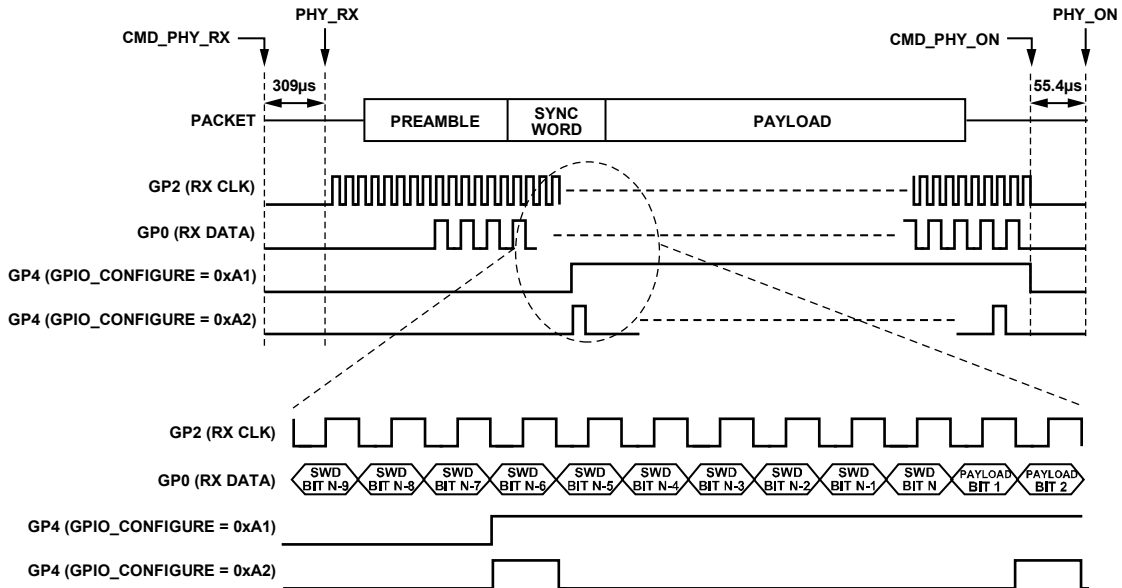 PHY_RX
PHY_ON
CMD_PHY_RX
CMD_PHY_ON
309µs
55.4µs
PACKET
PREAMBLE
SYNC
WORD
PAYLOAD
GP2 (RX CLK)
GP0 (RX DATA)
GP4 (GPIO_CONFIGURE = 0xA1)
GP4 (GPIO_CONFIGURE = 0xA2)
GP2 (RX CLK)
GP0 (RX DATA)
SWD
BIT N-9
SWD
BIT N-8
SWD
BIT N-7
SWD
BIT N-6
SWD
BIT N-5
SWD
BIT N-4
SWD
BIT N-3
SWD
BIT N-2
SWD
BIT N-1
SWD
BIT N
PAYLOAD
BIT 1
PAYLOAD
BIT 2
GP4 (GPIO_CONFIGURE = 0xA1)
GP4 (GPIO_CONFIGURE = 0xA2)